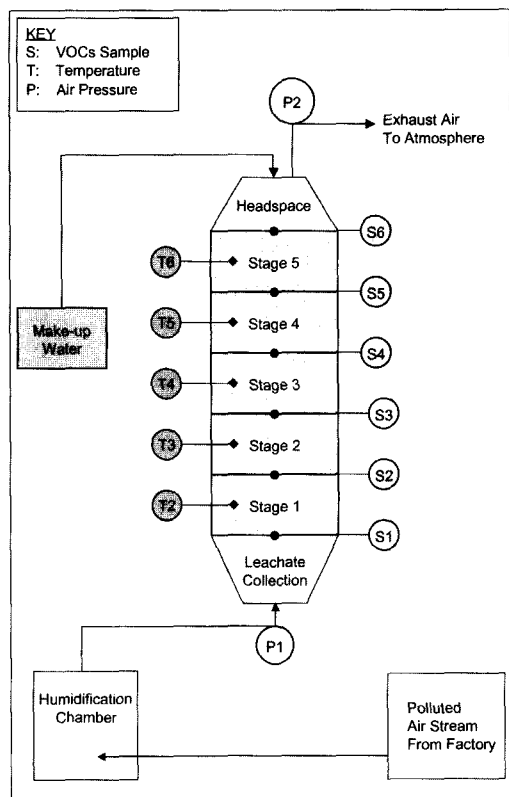 KEY
S: VOCs Sample
T: Temperature
P: Air Pressure
P2
Exhaust Air
To Atmosphere
Headspace
S6
T6
Stage 5
S5
T5
Stage 4
Make-up
Water
S4
T4
Stage 3
S3
T3
Stage 2
S2
T2
Stage 1
S1
Leachate
Collection
P1
Humidification
Chamber
Polluted
Air Stream
From Factory